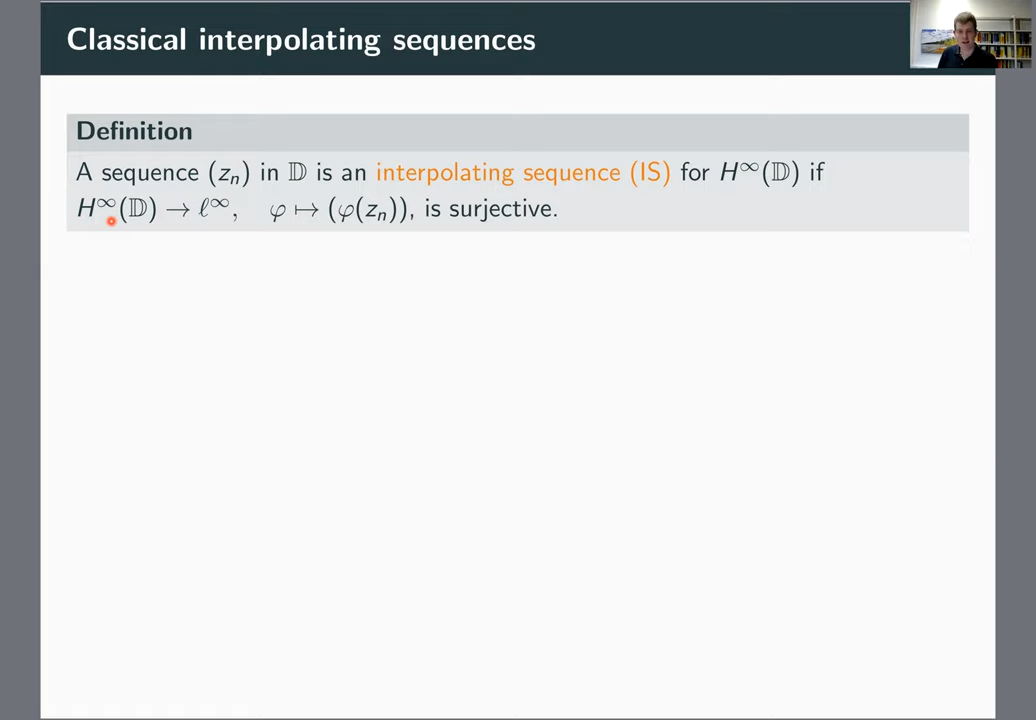 Classical interpolating sequences
Definition
A sequence (zₙ) in 𝔻 is an interpolating sequence (IS) for H^∞(𝔻) if
H^∞(𝔻) → ℓ^∞, φ ↦ (φ(zₙ)), is surjective.